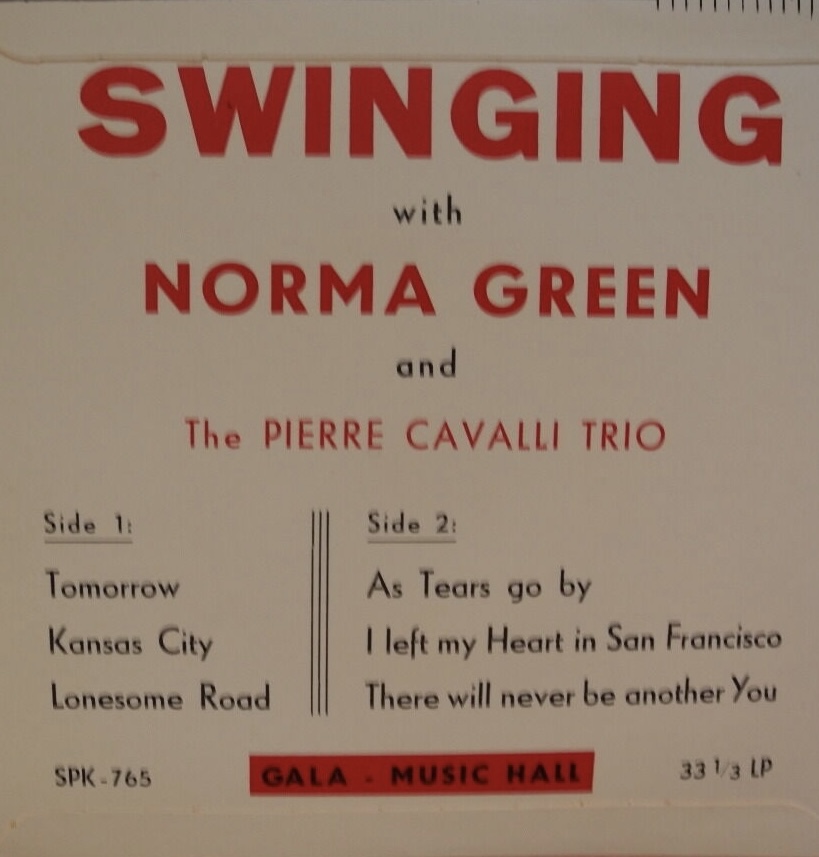 SWINGING
with
NORMA GREEN
and
The PIERRE CAVALLI TRIO
Side 1:
Tomorrow
Kansas City
Lonesome Road
Side 2:
As Tears go by
I left my Heart in San Francisco
There will never be another You
SPK-765
GALA - MUSIC HALL
33 1/3 LP